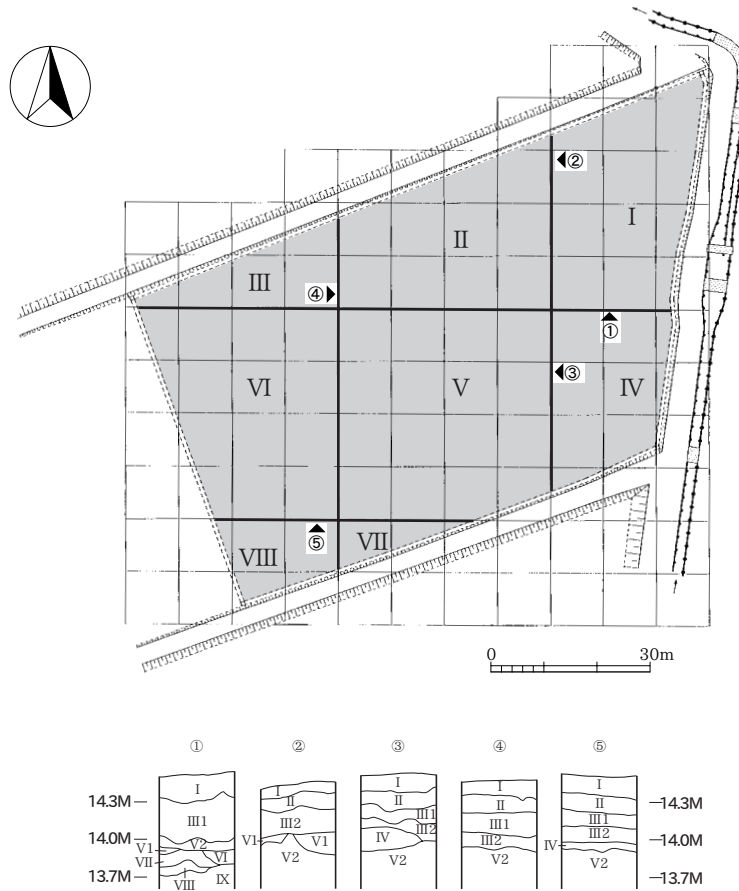 ②
I
II
III
④
①
③
VI
V
IV
⑤
VIII
VII
0 30m
① ② ③ ④ ⑤
I
III1
V2
V1
VI
VII
VIII
IX
I
II
III2
V1
V1
V2
I
II
III1
III2
IV
V2
I
II
III1
III2
V2
I
II
III1
III2
IV
V2
14.3M
14.0M
13.7M
14.3M
14.0M
13.7M